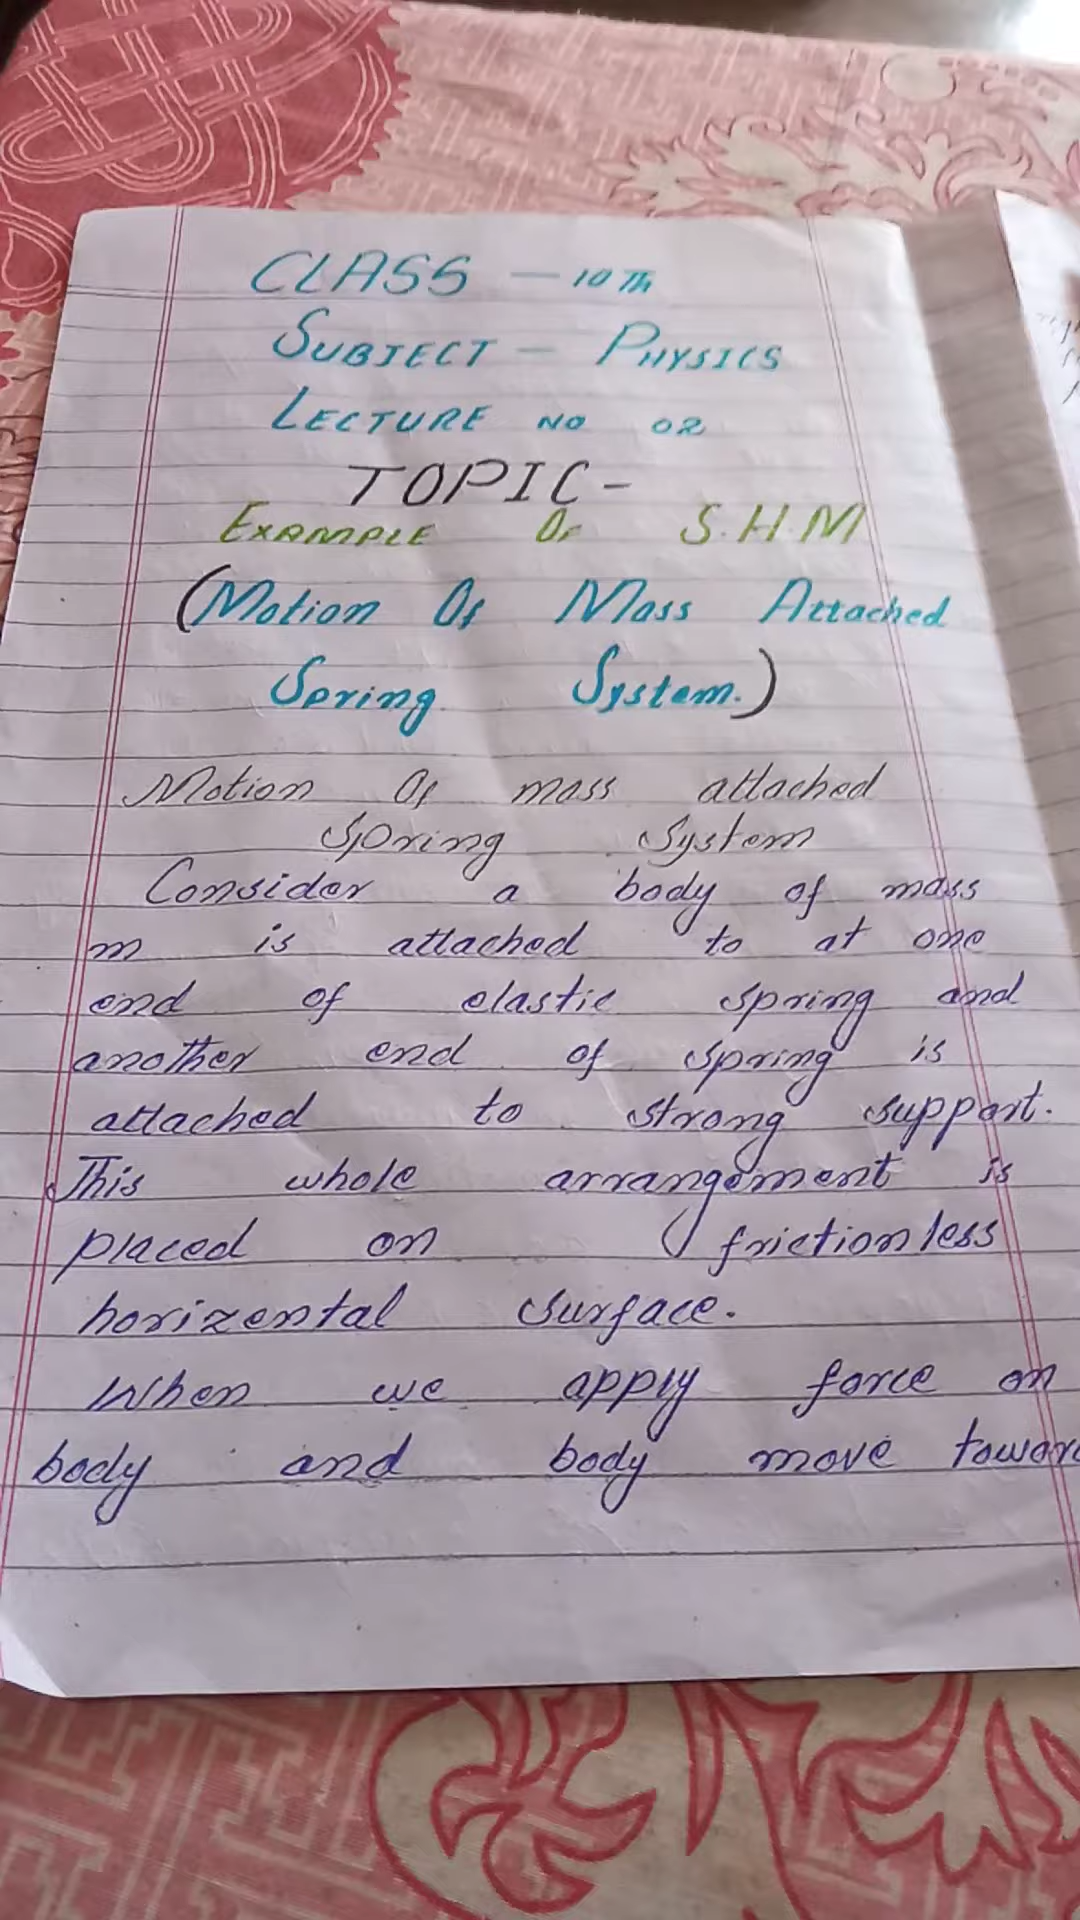 CLASS - 10Th
SUBJECT - PHYSICS
LECTURE NO 02
TOPIC -
EXAMPLE OF S.H.M
(Motion Of Mass Attached
Spring System.)
Motion Of mass attached
Spring System
Consider a body of mass
m is attached to at one
end of elastic spring and
another end of spring is
attached to strong support.
This whole arrangement is
placed on frictionless
horizental surface.
When we apply force on
body and body move toward